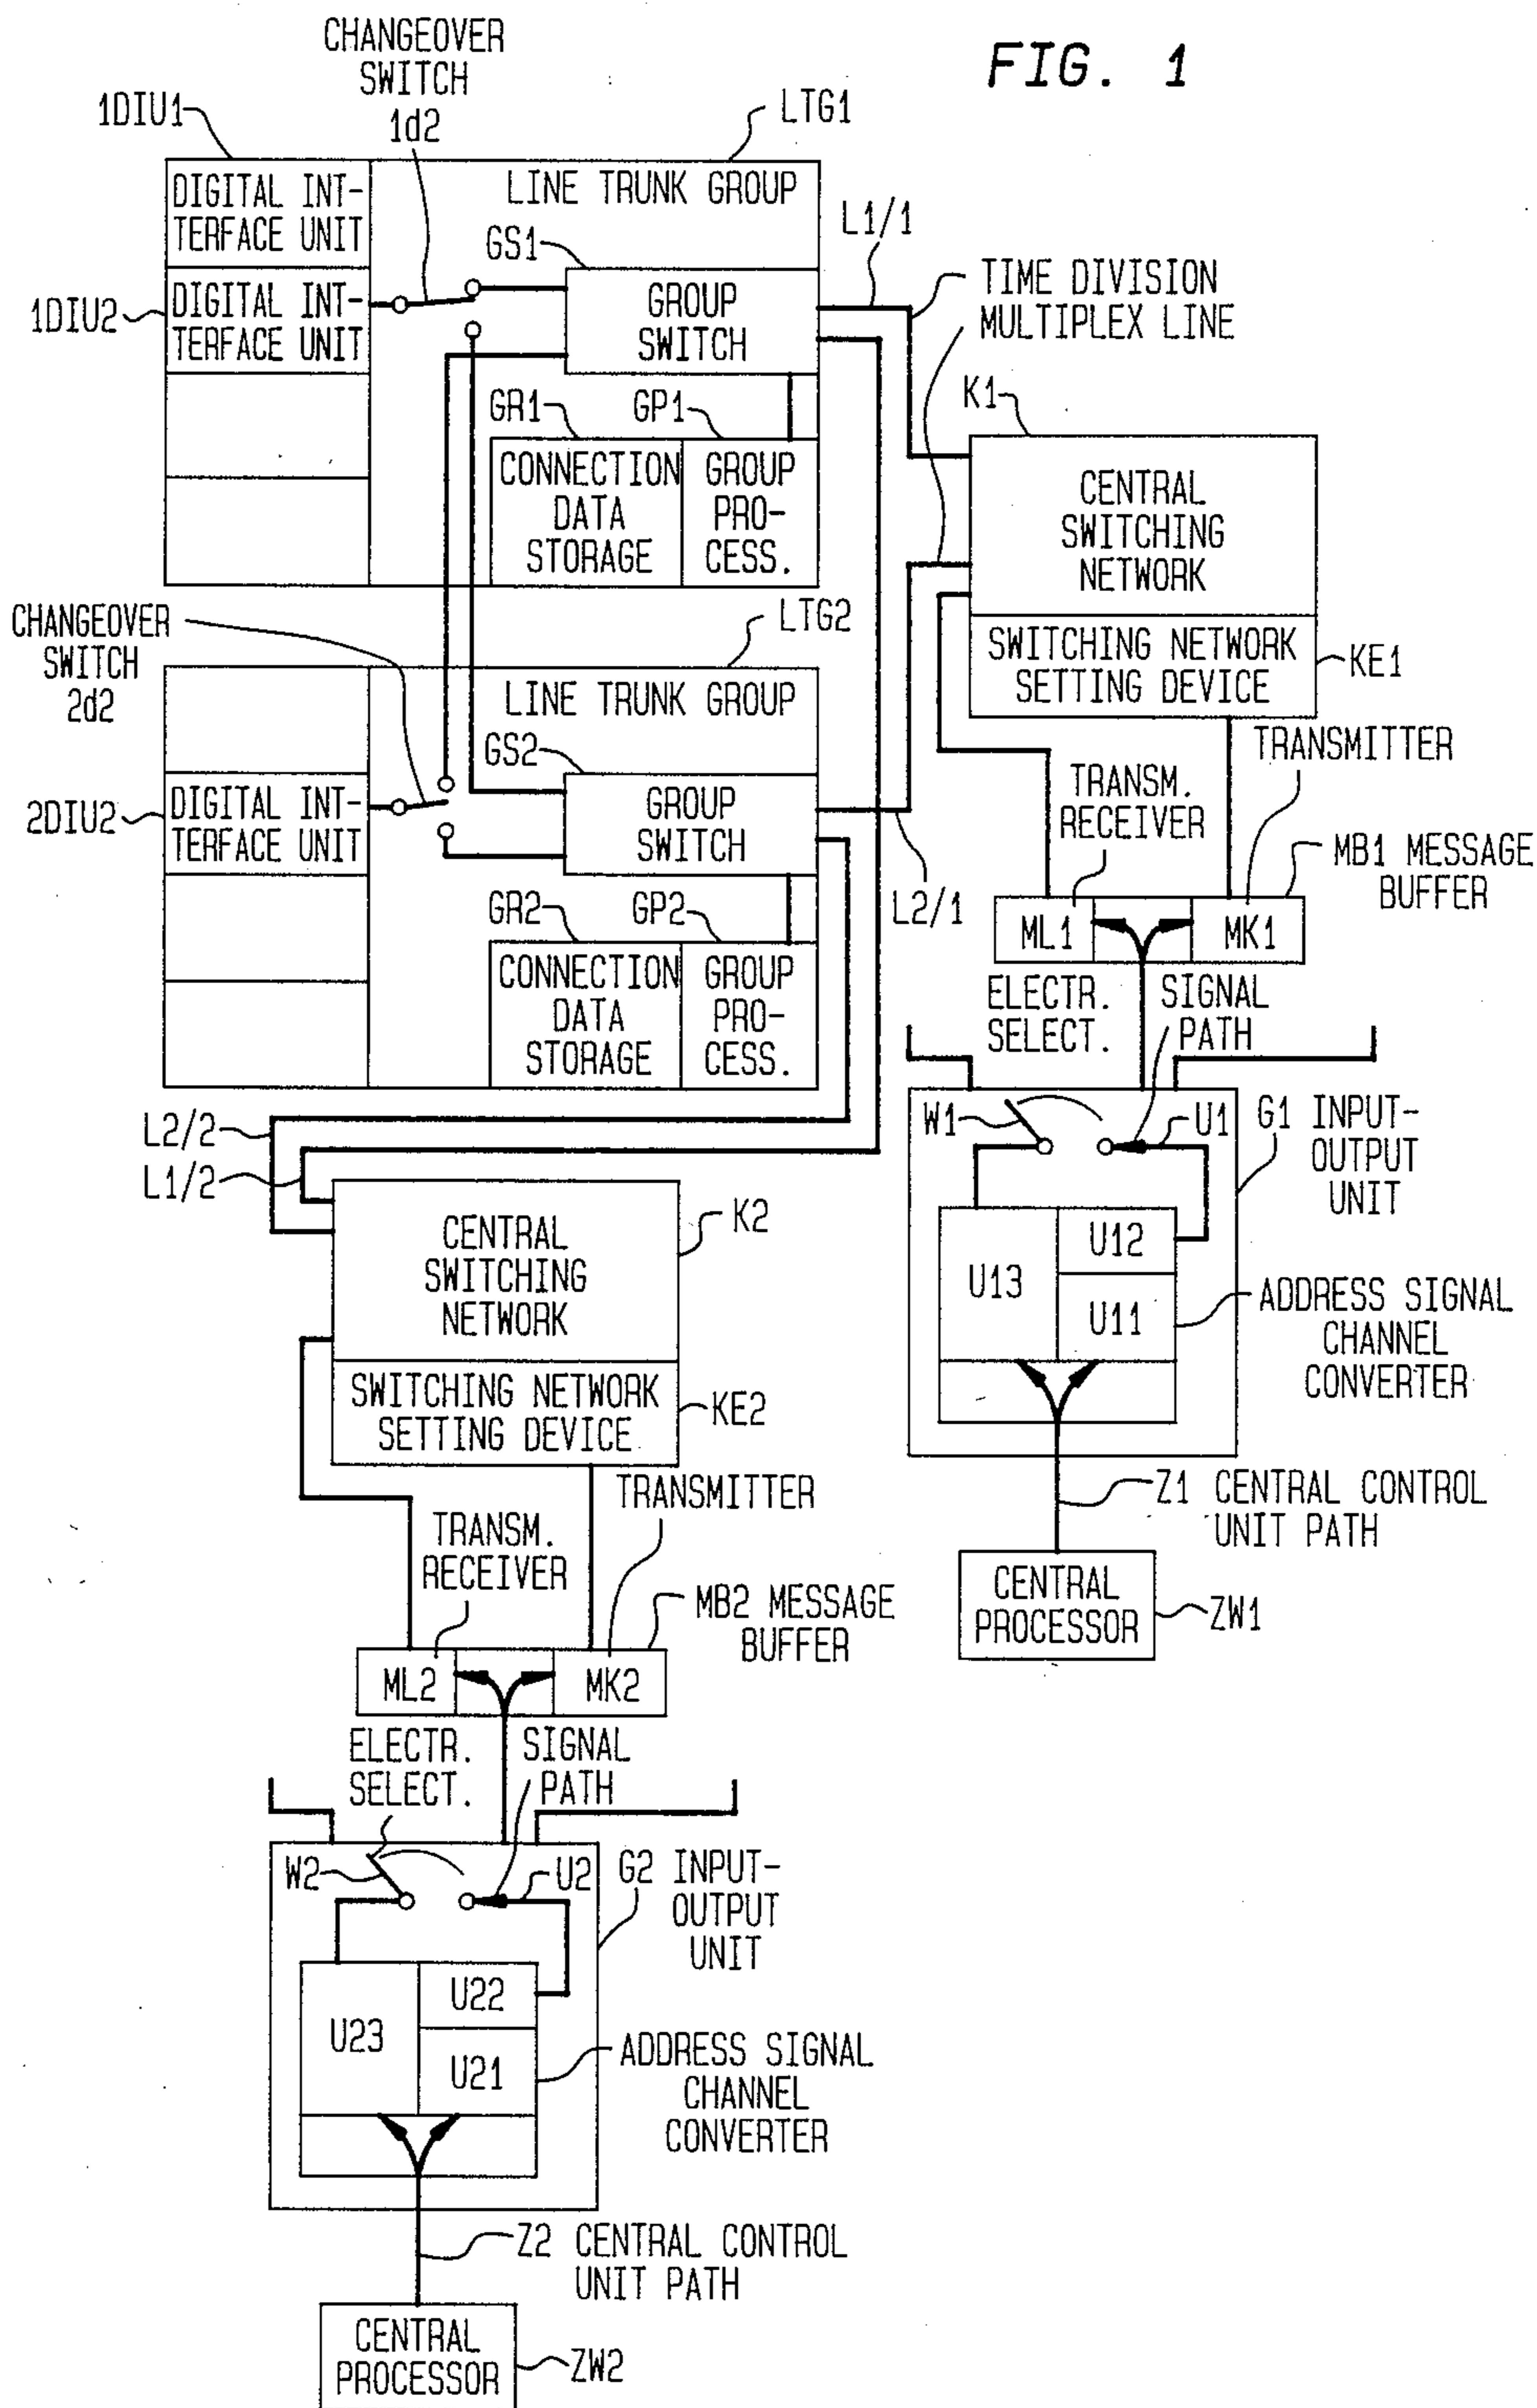 FIG. 1
CHANGEOVER
SWITCH
1d2
1DIU1
LTG1
DIGITAL INT-
TERFACE UNIT
LINE TRUNK GROUP
L1/1
GS1
TIME DIVISION
MULTIPLEX LINE
1DIU2
DIGITAL INT-
TERFACE UNIT
GROUP
SWITCH
K1
GR1
GP1
CONNECTION
DATA
STORAGE
GROUP
PRO-
CESS.
CENTRAL
SWITCHING
NETWORK
CHANGEOVER
SWITCH
2d2
LTG2
SWITCHING NETWORK
SETTING DEVICE
KE1
LINE TRUNK GROUP
GS2
TRANSMITTER
TRANSM.
RECEIVER
2DIU2
DIGITAL INT-
TERFACE UNIT
GROUP
SWITCH
MB1 MESSAGE
BUFFER
L2/1
GR2
GP2
ML1
MK1
CONNECTION
DATA
STORAGE
GROUP
PRO-
CESS.
ELECTR.
SELECT.
SIGNAL
PATH
L2/2
L1/2
W1
U1
G1 INPUT-
OUTPUT
UNIT
K2
CENTRAL
SWITCHING
NETWORK
U12
U13
U11
ADDRESS SIGNAL
CHANNEL
CONVERTER
SWITCHING NETWORK
SETTING DEVICE
KE2
TRANSMITTER
Z1 CENTRAL CONTROL
UNIT PATH
TRANSM.
RECEIVER
CENTRAL
PROCESSOR
ZW1
MB2 MESSAGE
BUFFER
ML2
MK2
ELECTR.
SELECT.
SIGNAL
PATH
W2
U2
G2 INPUT-
OUTPUT
UNIT
U22
U23
U21
ADDRESS SIGNAL
CHANNEL
CONVERTER
Z2 CENTRAL CONTROL
UNIT PATH
CENTRAL
PROCESSOR
ZW2